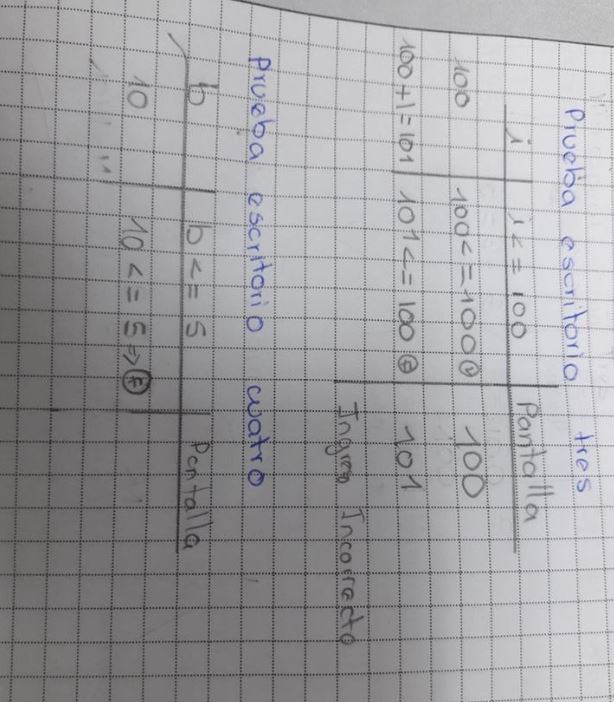 Prueba escritorio tres
i i <= 100 Pantalla
100 100<=100 Ⓥ 100
100+1=101 101<=100 Ⓕ 101
Ingreso Incorrecto
Prueba escritorio cuatro
b b <= 5 Pantalla
10 10 <= 5 => Ⓕ